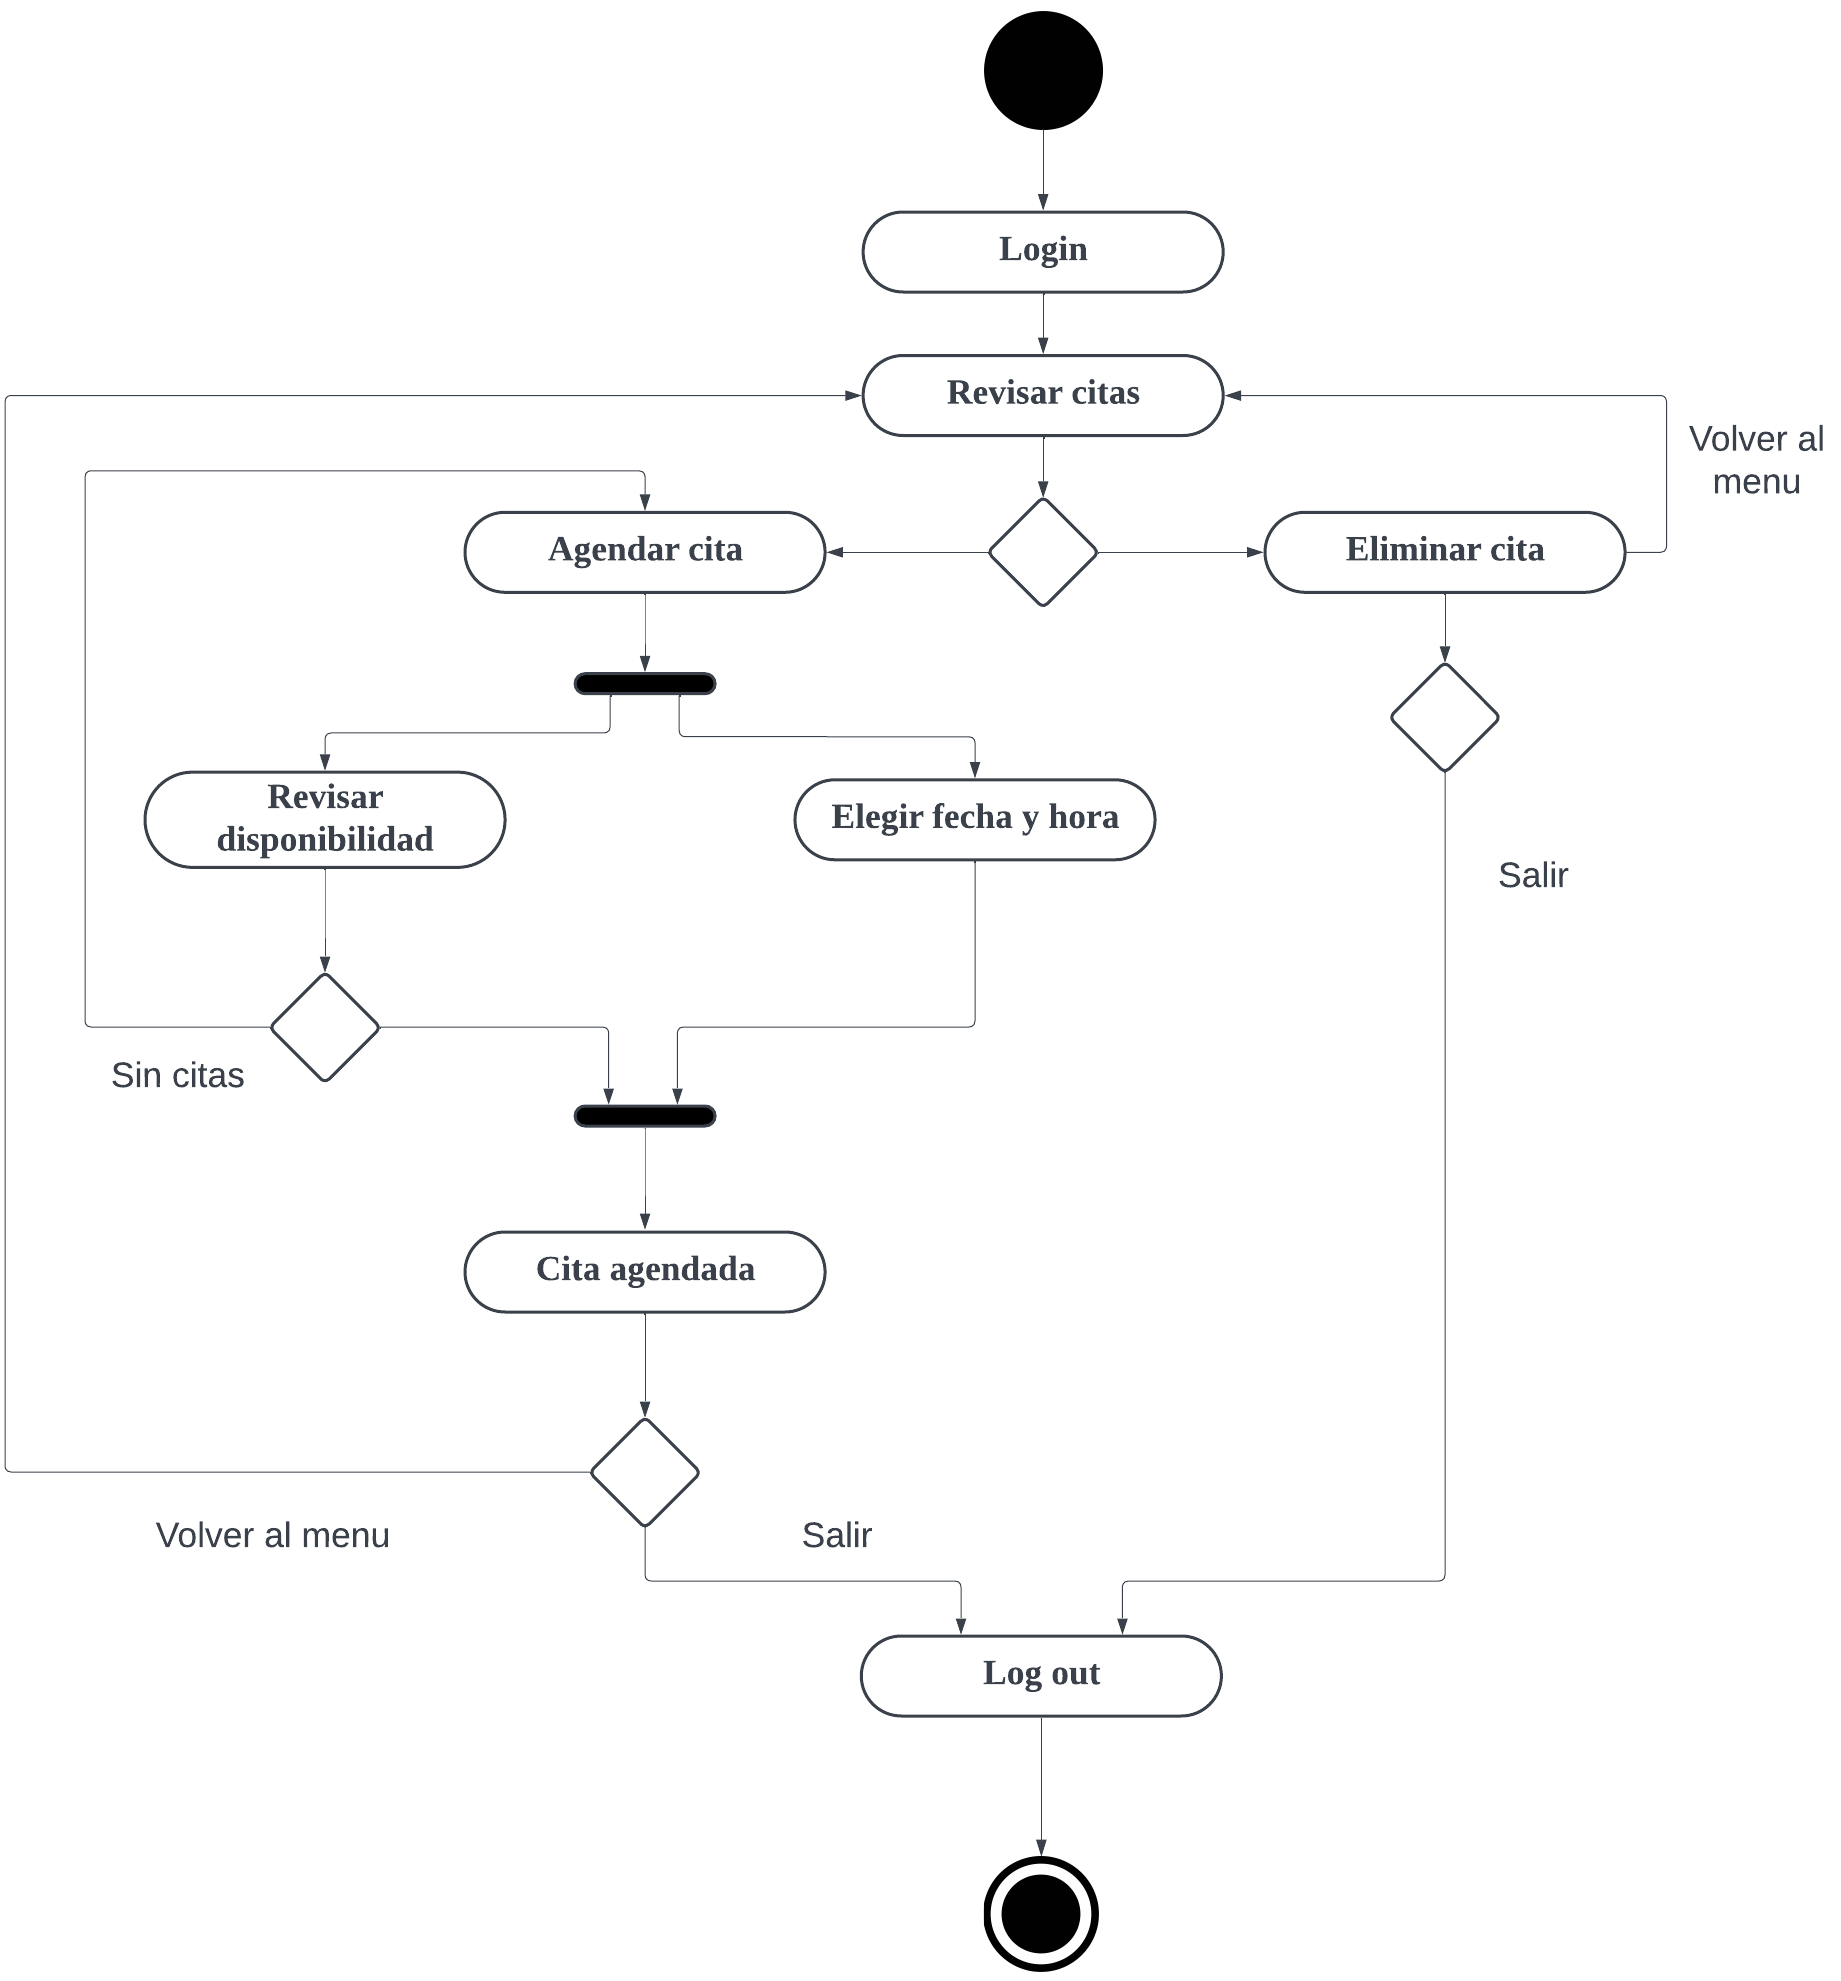 Login
Revisar citas
Volver al
menu
Agendar cita
Eliminar cita
Revisar
disponibilidad
Elegir fecha y hora
Salir
Sin citas
Cita agendada
Volver al menu
Salir
Log out